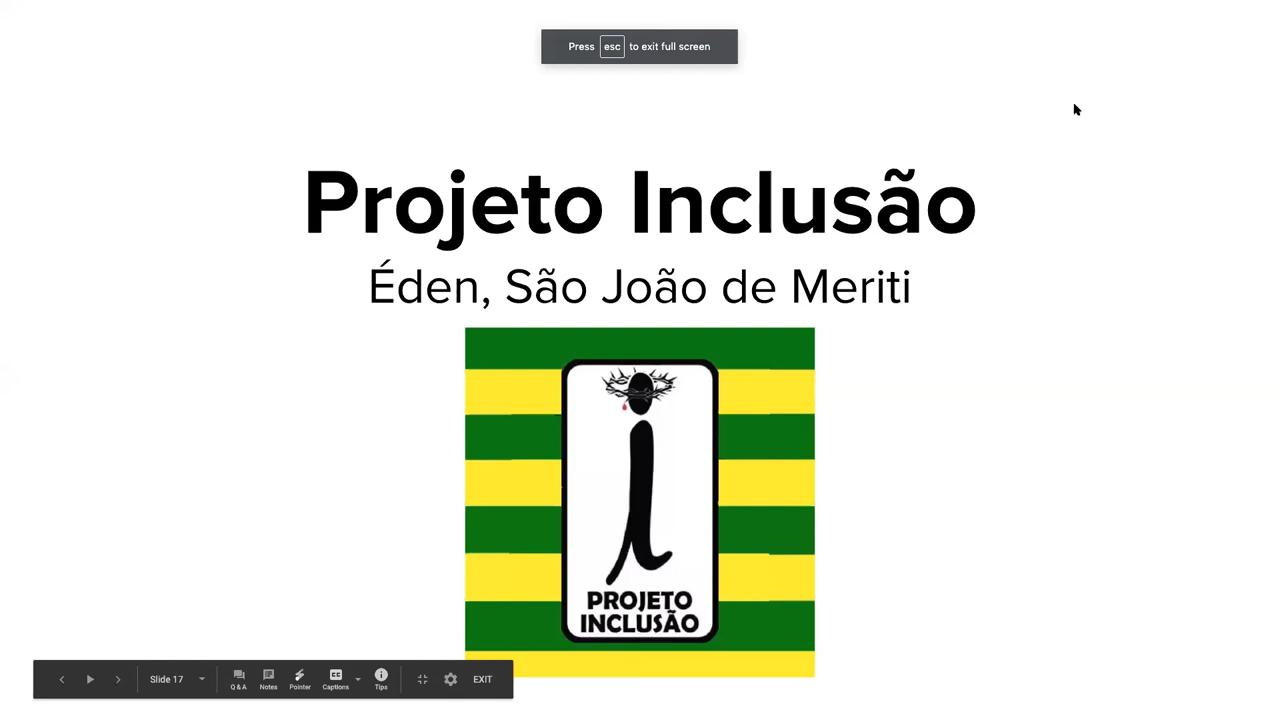 Press esc to exit full screen
Projeto Inclusão
Éden, São João de Meriti
PROJETO
INCLUSÃO
Slide 17
Q & A
Notes
Pointer
CC
Captions
Tips
EXIT